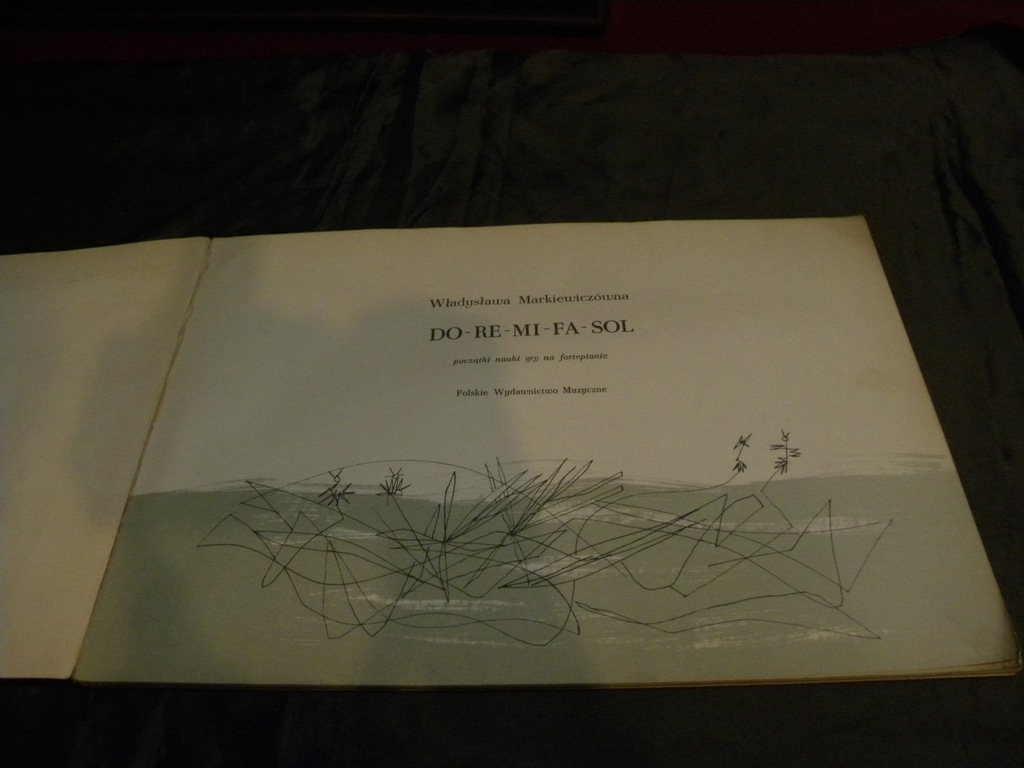 Władysława Markiewiczówna
DO-RE-MI-FA-SOL
początki nauki gry na fortepianie
Polskie Wydawnictwo Muzyczne